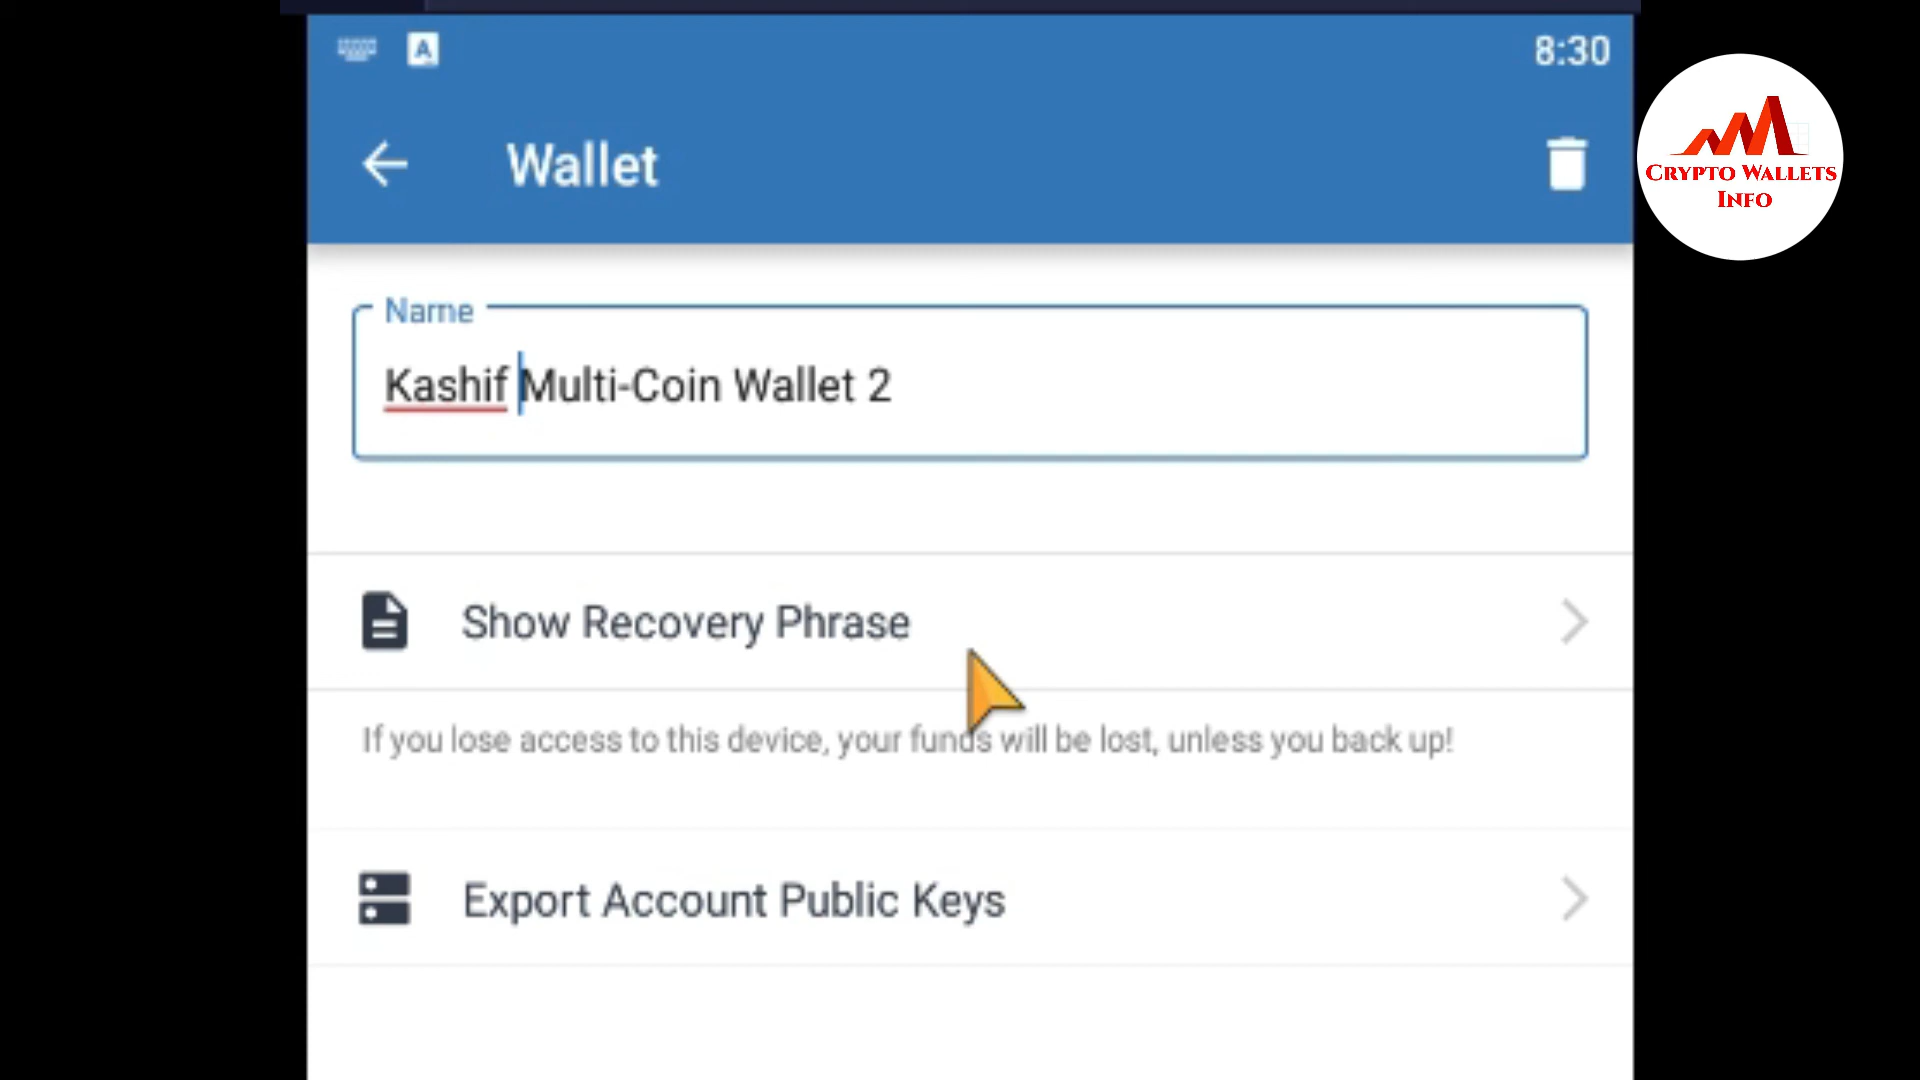 A
8:30
Wallet
CRYPTO WALLETS
INFO
Name
Kashif Multi-Coin Wallet 2
Show Recovery Phrase
If you lose access to this device, your funds will be lost, unless you back up!
Export Account Public Keys